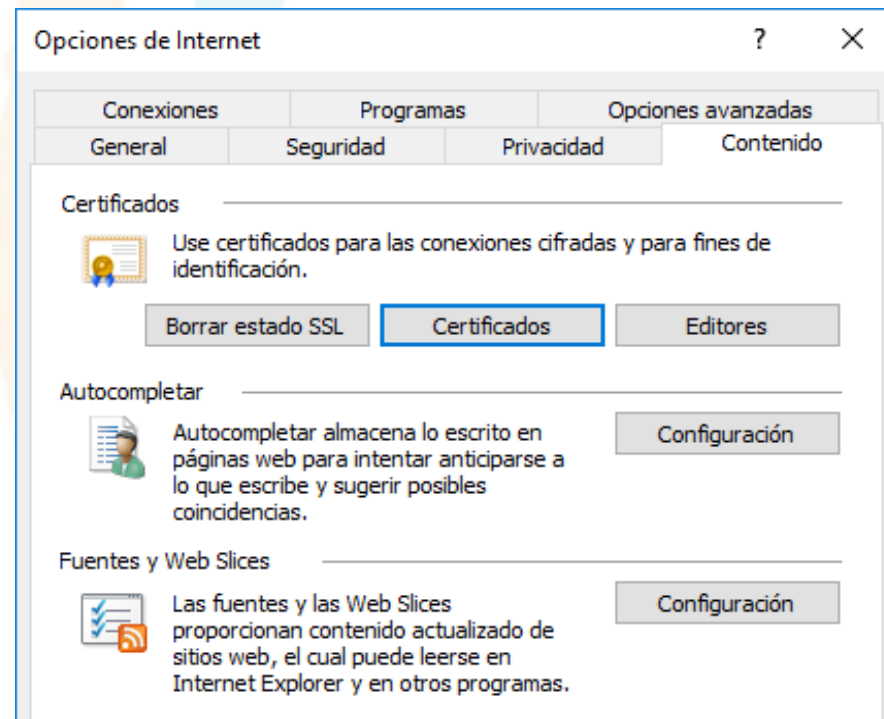 Opciones de Internet ? X
Conexiones Programas Opciones avanzadas
General Seguridad Privacidad Contenido
Certificados
Use certificados para las conexiones cifradas y para fines de
identificación.
Borrar estado SSL Certificados Editores
Autocompletar
Autocompletar almacena lo escrito en
páginas web para intentar anticiparse a
lo que escribe y sugerir posibles
coincidencias.
Configuración
Fuentes y Web Slices
Las fuentes y las Web Slices
proporcionan contenido actualizado de
sitios web, el cual puede leerse en
Internet Explorer y en otros programas.
Configuración